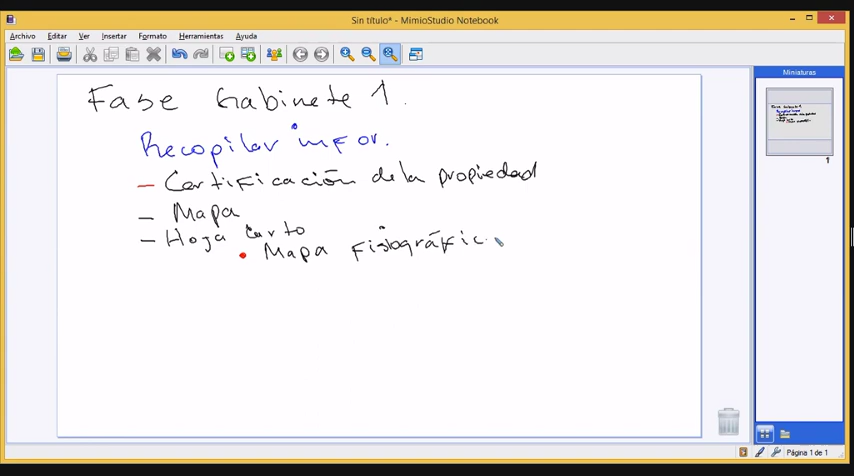 Sin título* - MimioStudio Notebook
Archivo Editar Ver Insertar Formato Herramientas Ayuda
Fase Gabinete 1.
Recopilar infor.
- Certificación de la propiedad
- Mapa
- Hoja Carto
• Mapa Fisiográfic
Miniaturas
1
Página 1 de 1